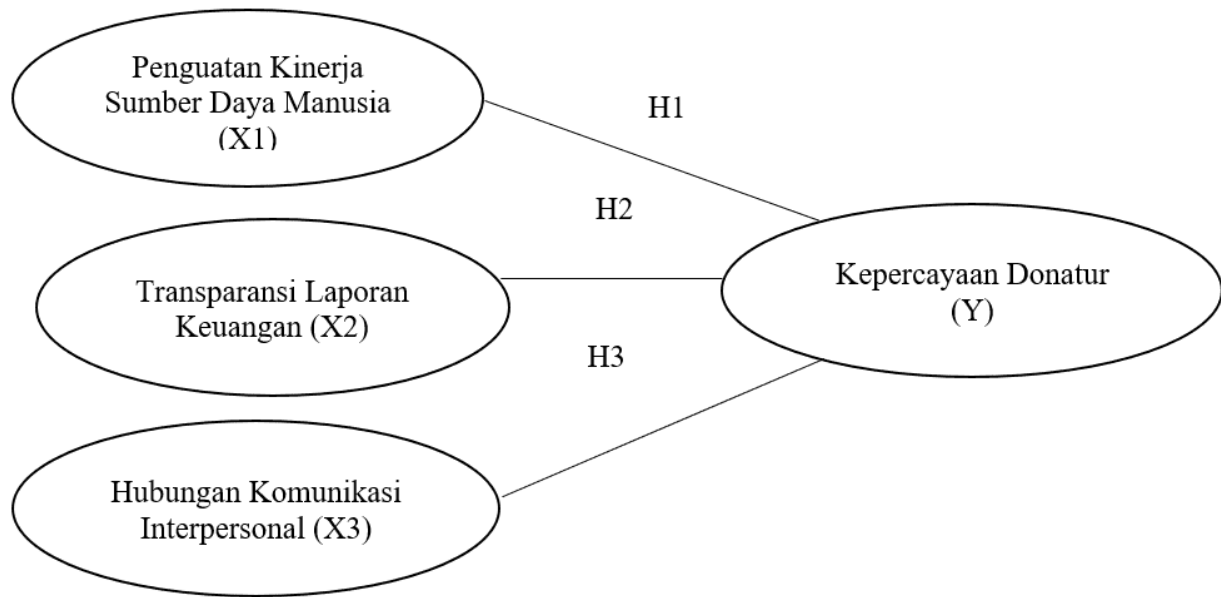 Penguatan Kinerja
Sumber Daya Manusia
(X1)
H1
H2
Transparansi Laporan
Keuangan (X2)
Kepercayaan Donatur
(Y)
H3
Hubungan Komunikasi
Interpersonal (X3)